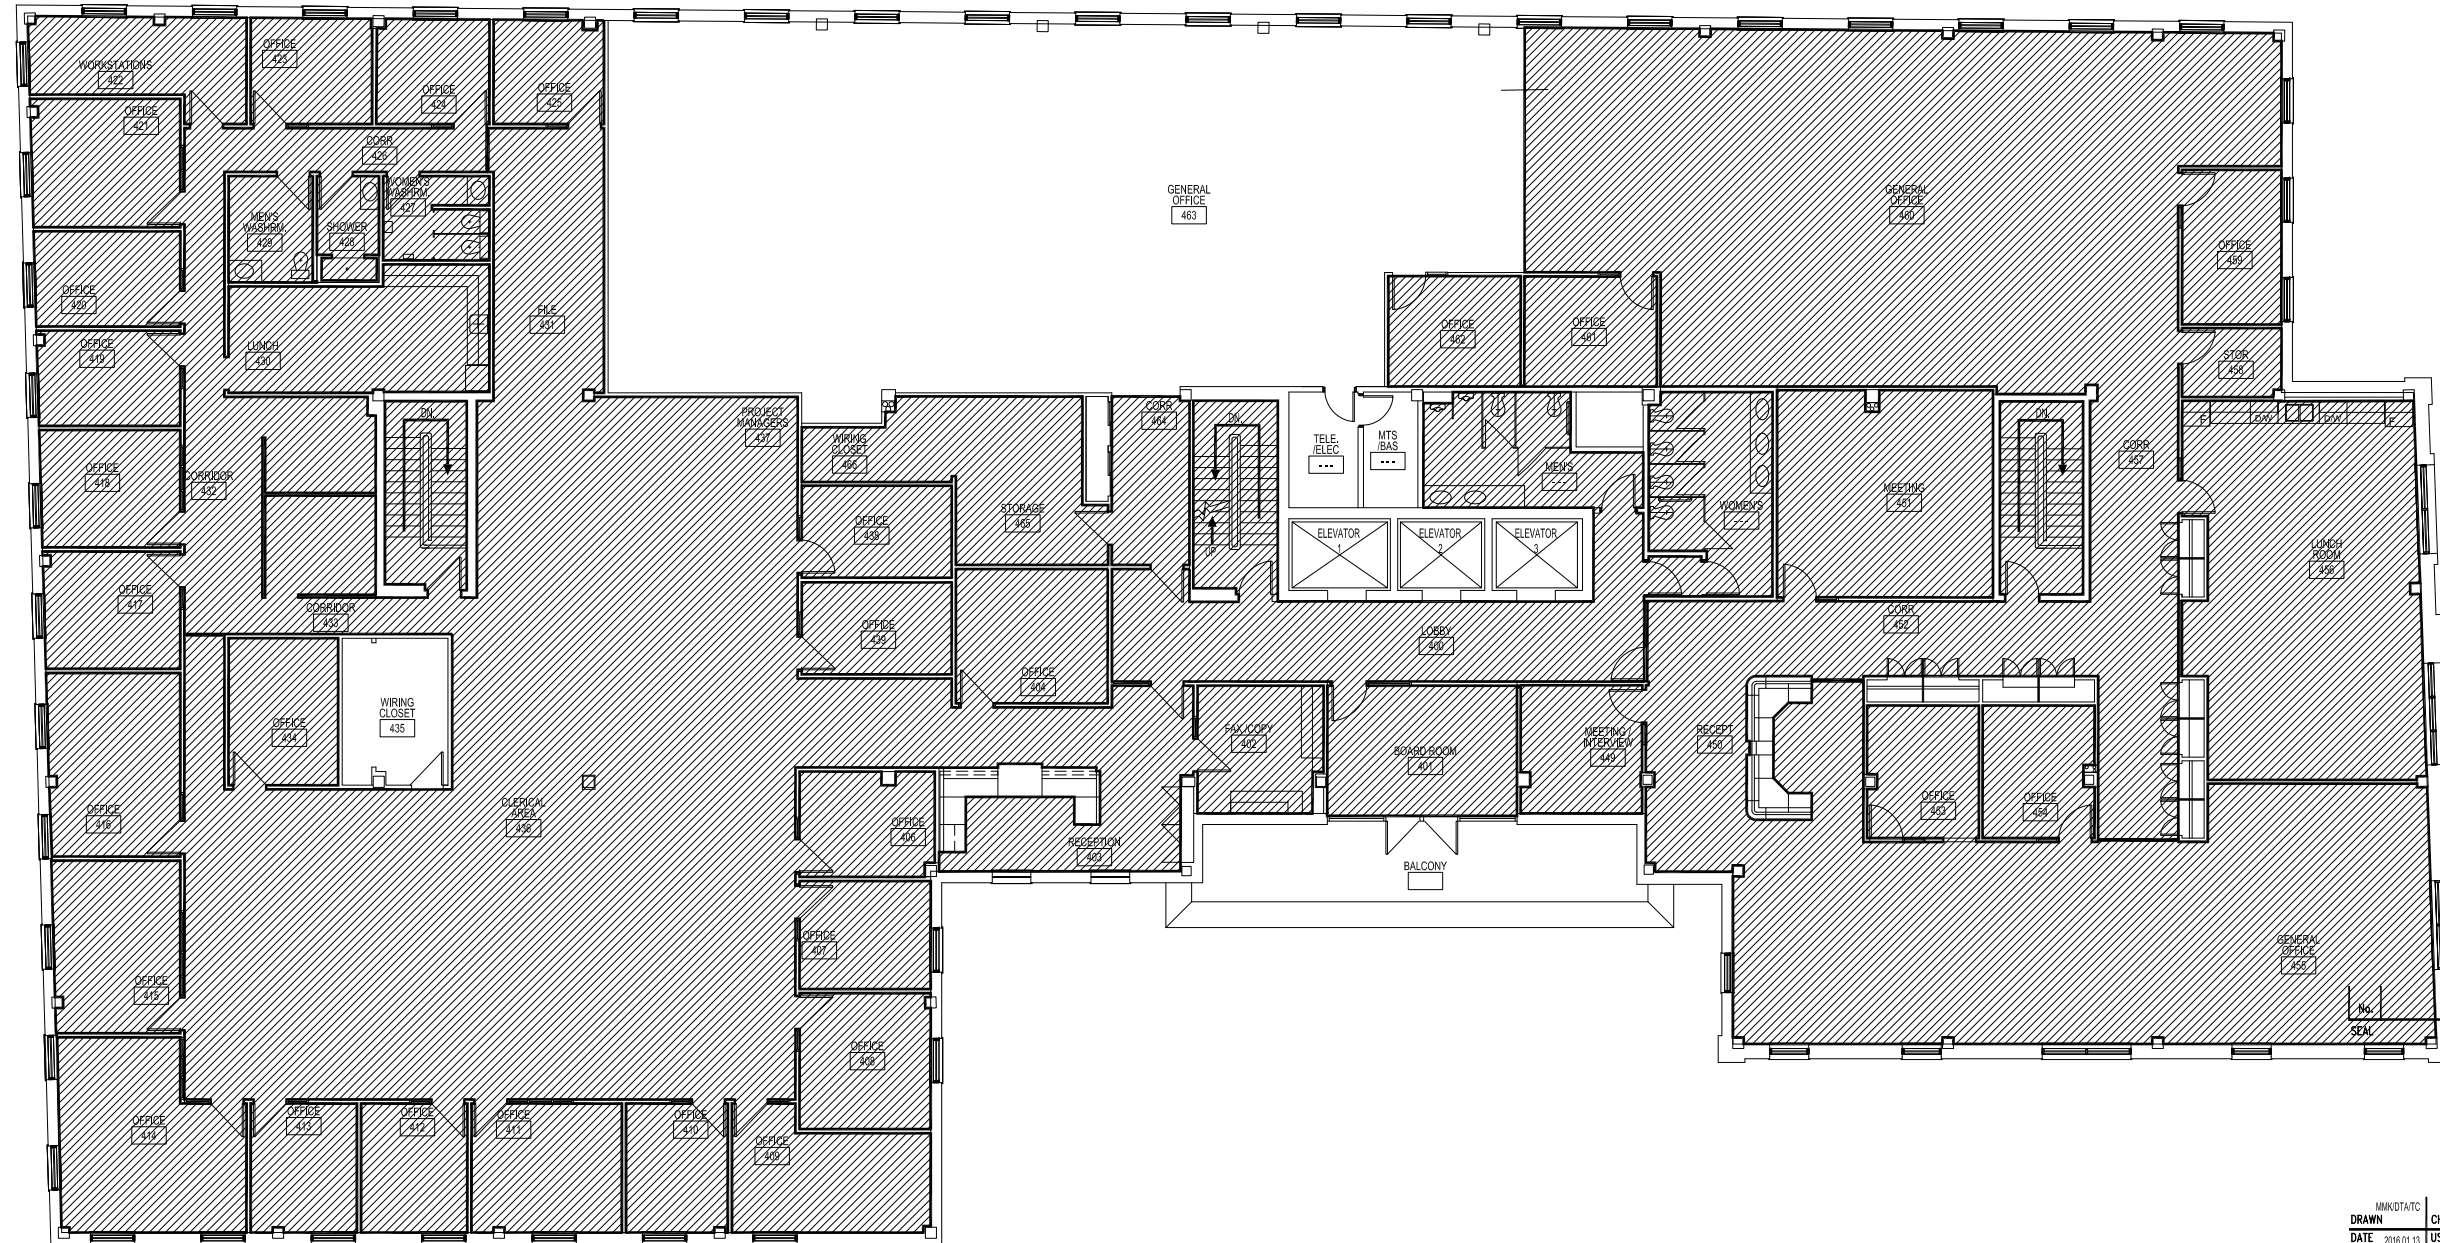 WORKSTATIONS
422
OFFICE
423
OFFICE
424
OFFICE
425
OFFICE
421
CORR
426
WOMEN'S
WASHRM.
427
MEN'S
WASHRM.
429
SHOWER
428
OFFICE
420
OFFICE
419
LUNCH
430
FILE
431
GENERAL
OFFICE
463
GENERAL
OFFICE
460
OFFICE
459
OFFICE
462
OFFICE
461
STOR
458
OFFICE
418
CORRIDOR
432
DN.
PROJECT
MANAGERS
437
WIRING
CLOSET
466
CORR
464
STORAGE
465
OFFICE
438
DN.
UP
TELE.
/ELEC
---
MTS
/BAS
---
MEN'S
---
WOMEN'S
---
MEETING
451
DN.
CORR
457
F
D/W
D/W
F
LUNCH
ROOM
456
ELEVATOR
1
ELEVATOR
2
ELEVATOR
3
OFFICE
417
CORRIDOR
433
OFFICE
439
OFFICE
404
LOBBY
400
CORR
452
OFFICE
434
WIRING
CLOSET
435
FAX /COPY
402
BOARD ROOM
401
MEETING /
INTERVIEW
449
RECEPT
450
OFFICE
416
CLERICAL
AREA
436
OFFICE
406
RECEPTION
403
BALCONY
OFFICE
453
OFFICE
454
OFFICE
415
OFFICE
407
GENERAL
OFFICE
455
OFFICE
408
OFFICE
414
OFFICE
413
OFFICE
412
OFFICE
411
OFFICE
410
OFFICE
409
No.
SEAL
MMK/DTA/TC
DRAWN
DATE 2016.01.13